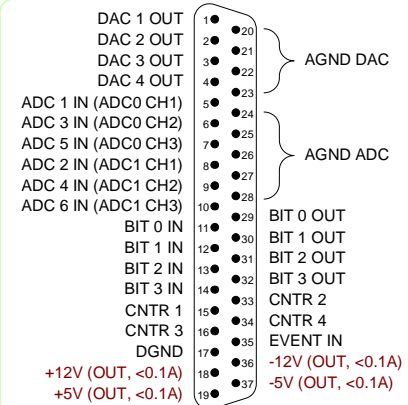 DAC 1 OUT
DAC 2 OUT
DAC 3 OUT
DAC 4 OUT
ADC 1 IN (ADC0 CH1)
ADC 3 IN (ADC0 CH2)
ADC 5 IN (ADC0 CH3)
ADC 2 IN (ADC1 CH1)
ADC 4 IN (ADC1 CH2)
ADC 6 IN (ADC1 CH3)
BIT 0 IN
BIT 1 IN
BIT 2 IN
BIT 3 IN
CNTR 1
CNTR 3
DGND
+12V (OUT, <0.1A)
+5V (OUT, <0.1A)
1
2
3
4
5
6
7
8
9
10
11
12
13
14
15
16
17
18
19
20
21
22
23
24
25
26
27
28
29
30
31
32
33
34
35
36
37
AGND DAC
AGND ADC
BIT 0 OUT
BIT 1 OUT
BIT 2 OUT
BIT 3 OUT
CNTR 2
CNTR 4
EVENT IN
-12V (OUT, <0.1A)
-5V (OUT, <0.1A)